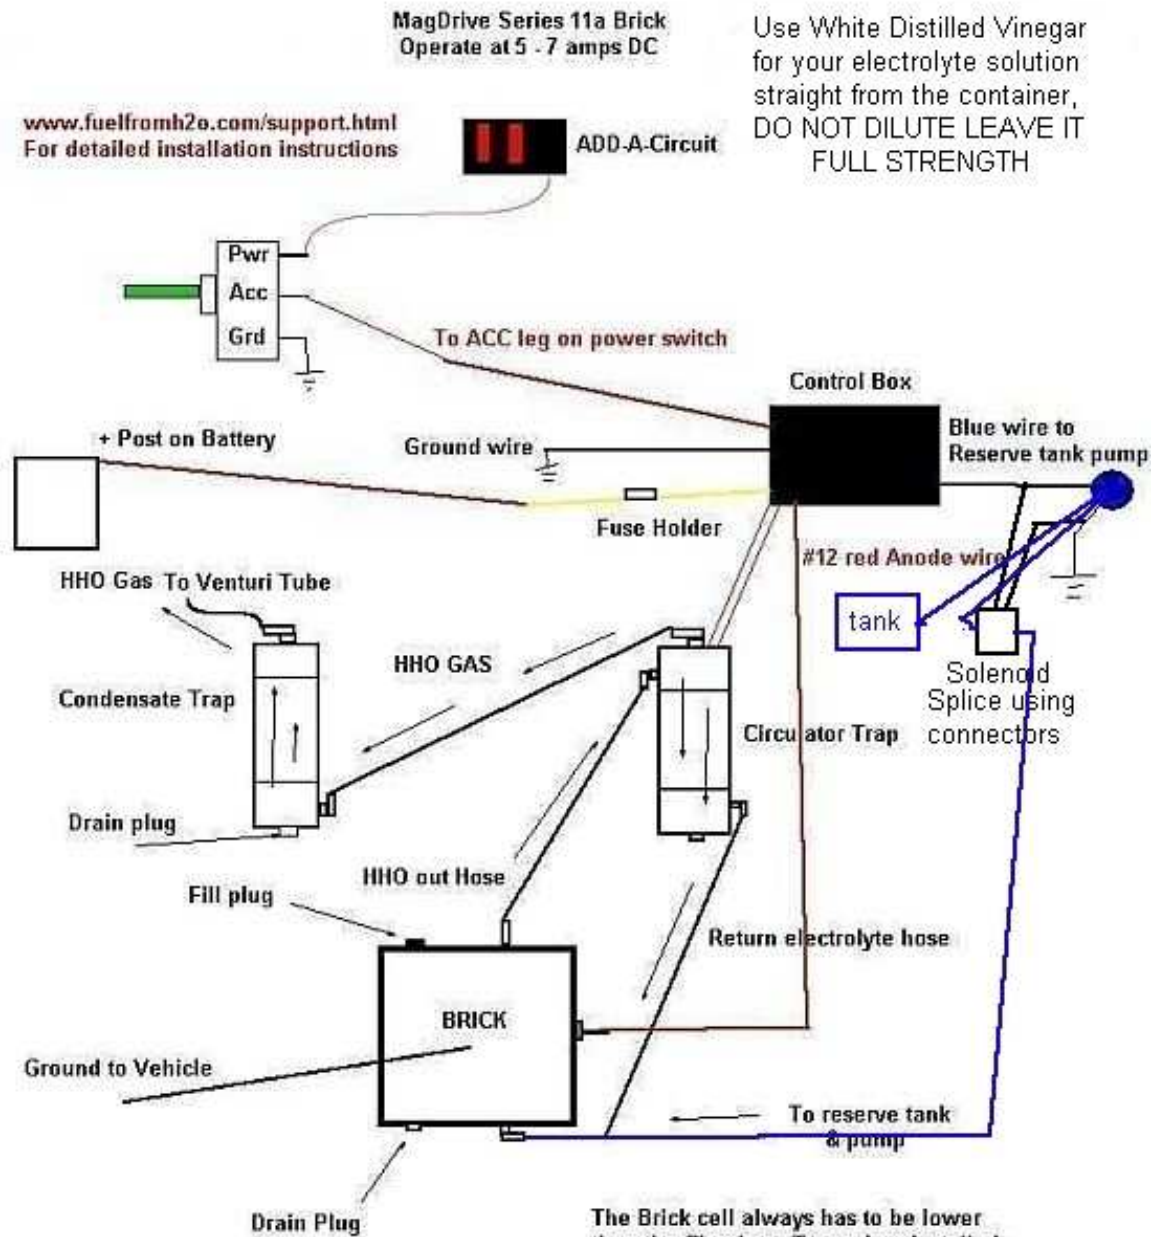 MagDrive Series 11a Brick
Operate at 5 - 7 amps DC
Use White Distilled Vinegar
for your electrolyte solution
straight from the container,
DO NOT DILUTE LEAVE IT
FULL STRENGTH
www.fuelfromh2o.com/support.html
For detailed installation instructions
ADD-A-Circuit
Pwr
Acc
Grd
To ACC leg on power switch
Control Box
+ Post on Battery
Ground wire
Blue wire to
Reserve tank pump
Fuse Holder
#12 red Anode wire
HHO Gas To Venturi Tube
tank
HHO GAS
Solenoid
Splice using
connectors
Condensate Trap
Circulator Trap
Drain plug
HHO out Hose
Fill plug
Return electrolyte hose
BRICK
Ground to Vehicle
To reserve tank
& pump
Drain Plug
The Brick cell always has to be lower